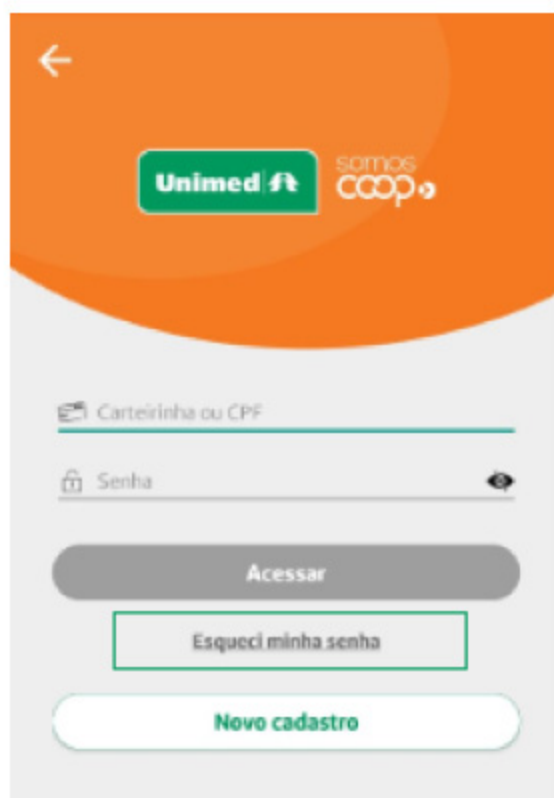 Unimed
somos
coop
Carteirinha ou CPF
Senha
Acessar
Esqueci minha senha
Novo cadastro